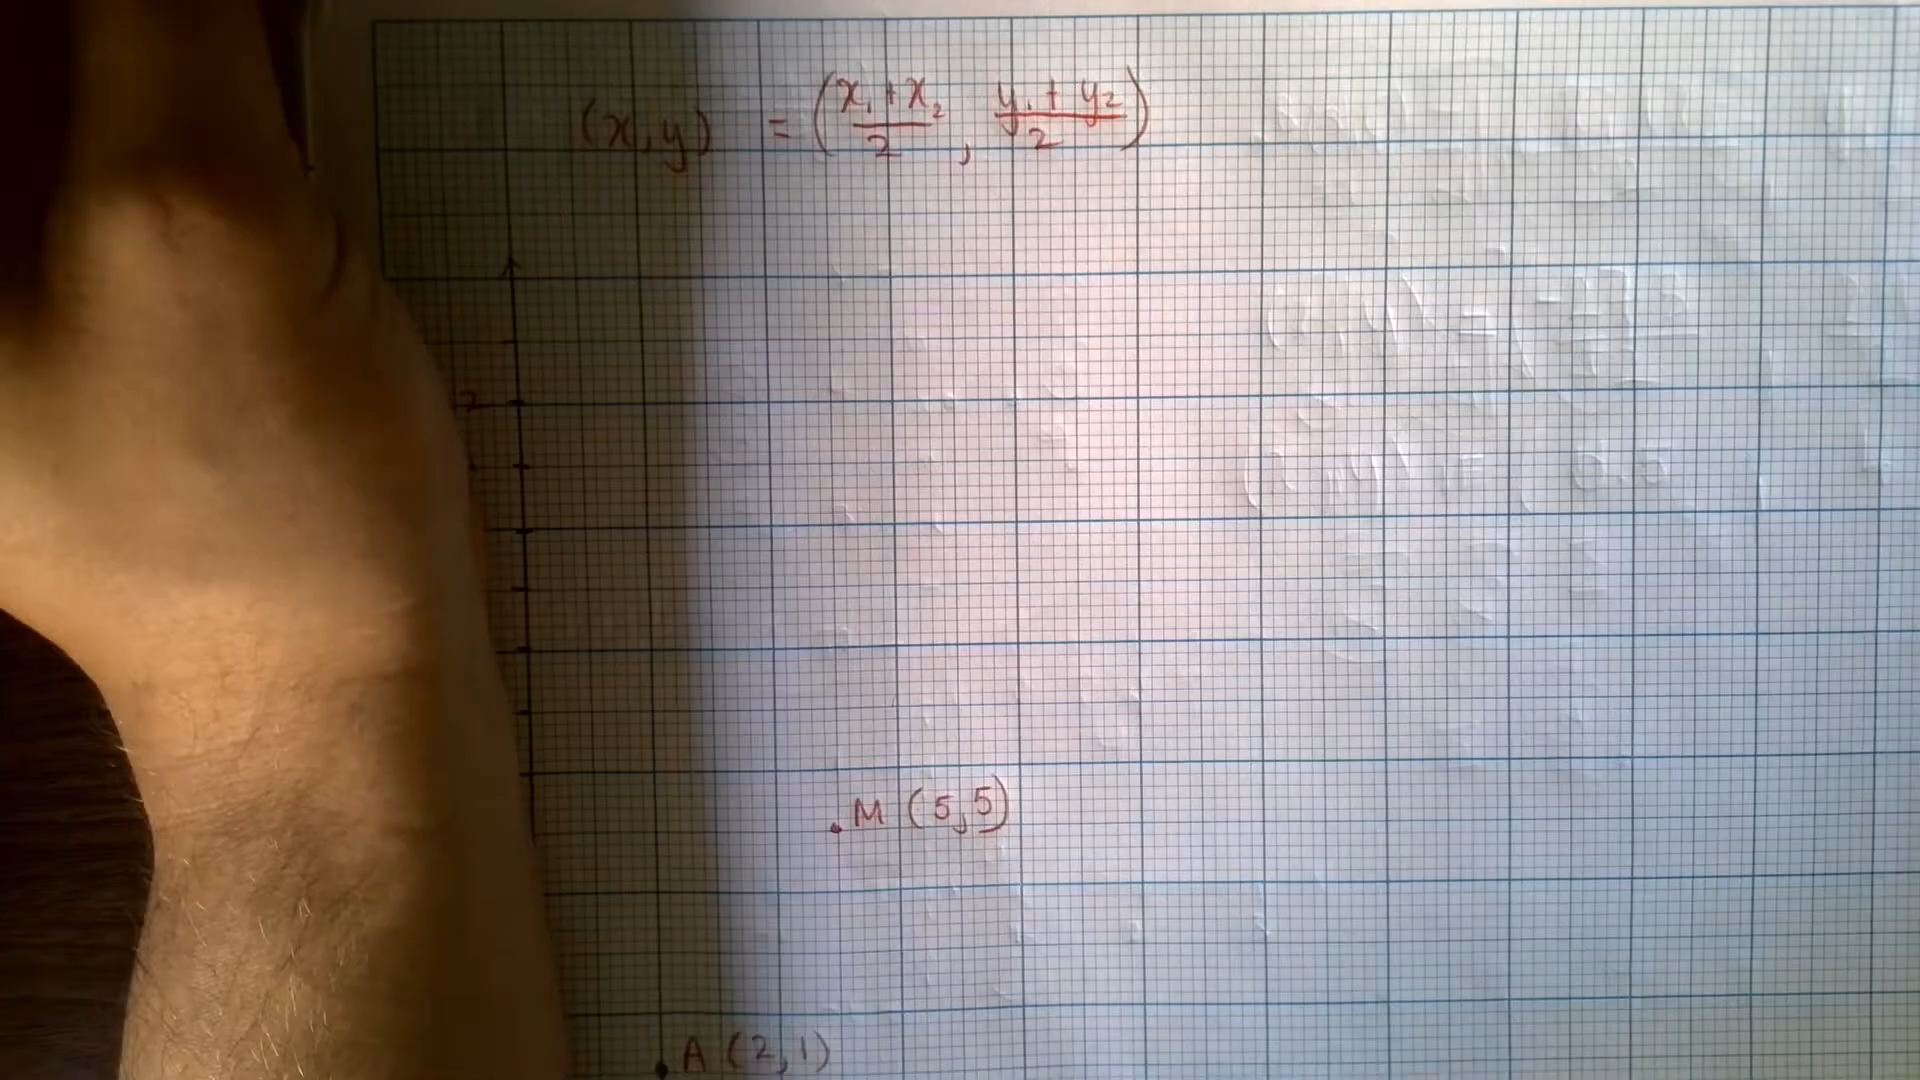 (x,y) = (x₁+x₂/2, y₁+y₂/2)
M (5,5)
A (2,1)